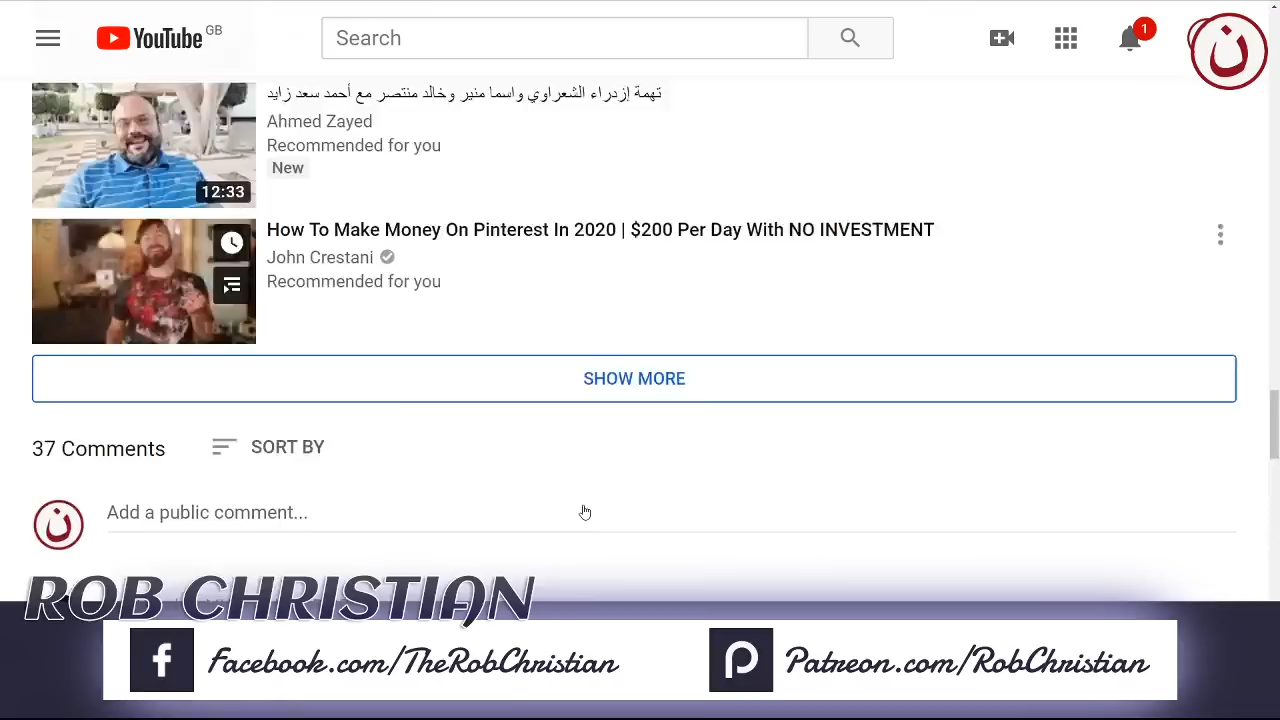 YouTube GB
Search
1
ن
تهمة إزدراء الشعراوي واسما منير وخالد منتصر مع أحمد سعد زايد
Ahmed Zayed
Recommended for you
New
12:33
How To Make Money On Pinterest In 2020 | $200 Per Day With NO INVESTMENT
John Crestani
Recommended for you
SHOW MORE
37 Comments
SORT BY
ن
Add a public comment...
ROB CHRISTIAN
Facebook.com/TheRobChristian
Patreon.com/RobChristian